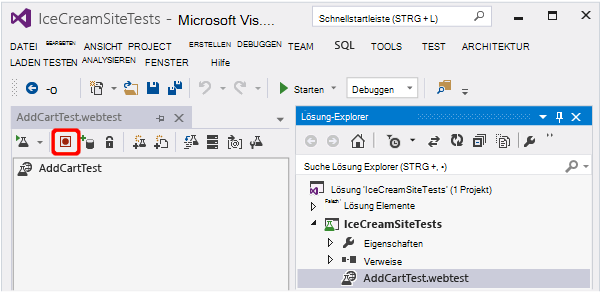 IceCreamSiteTests - Microsoft Vis....
Schnellstartleiste (STRG + L)
DATEI BEARBEITEN ANSICHT PROJECT ERSTELLEN DEBUGGEN TEAM SQL TOOLS TEST ARCHITEKTUR
LADEN TESTEN ANALYSIEREN FENSTER Hilfe
Starten Debuggen
AddCartTest.webtest
AddCartTest
Lösung-Explorer
Suche Lösung Explorer (STRG +, -)
Lösung 'IceCreamSiteTests' (1 Projekt)
Falsch'
Lösung Elemente
IceCreamSiteTests
Eigenschaften
Verweise
AddCartTest.webtest